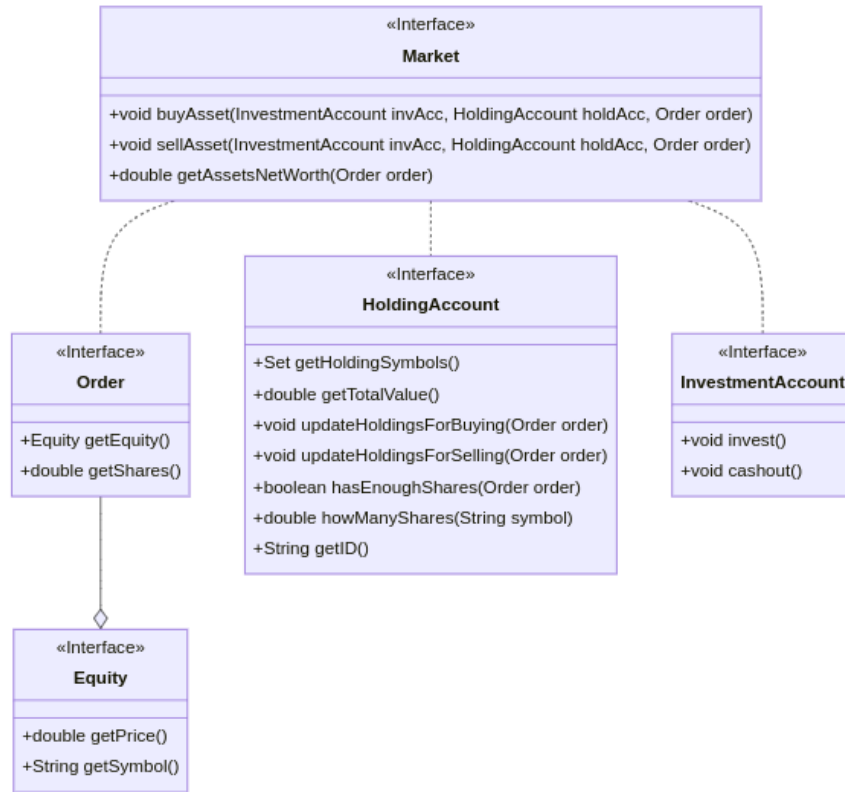 «Interface»
Market
+void buyAsset(InvestmentAccount invAcc, HoldingAccount holdAcc, Order order)
+void sellAsset(InvestmentAccount invAcc, HoldingAccount holdAcc, Order order)
+double getAssetsNetWorth(Order order)
«Interface»
HoldingAccount
+Set getHoldingSymbols()
+double getTotalValue()
+void updateHoldingsForBuying(Order order)
+void updateHoldingsForSelling(Order order)
+boolean hasEnoughShares(Order order)
+double howManyShares(String symbol)
+String getID()
«Interface»
Order
+Equity getEquity()
+double getShares()
«Interface»
InvestmentAccount
+void invest()
+void cashout()
«Interface»
Equity
+double getPrice()
+String getSymbol()